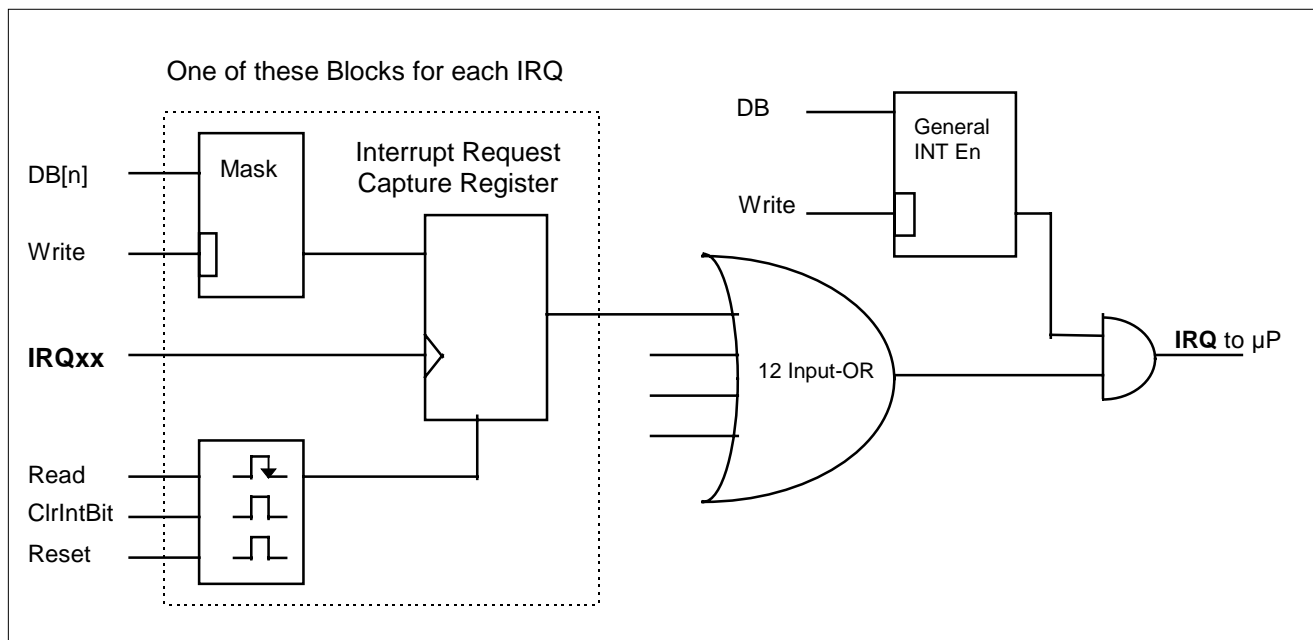 One of these Blocks for each IRQ
DB[n]
Write
IRQxx
Read
ClrIntBit
Reset
Mask
Interrupt Request
Capture Register
DB
Write
General
INT En
12 Input-OR
IRQ to µP